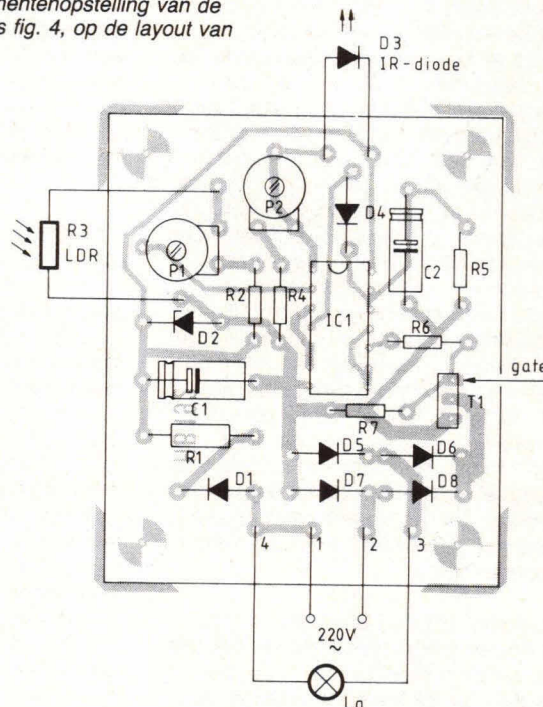 mentenopstelling van de
s fig. 4, op de layout van
D3
IR-diode
R3
LDR
P2
P1
D4
C2
R5
R2
R4
IC1
D2
R6
gate
C1
T1
R7
R1
D5
D6
D1
D7
D8
4
1
2
3
220V
~
La